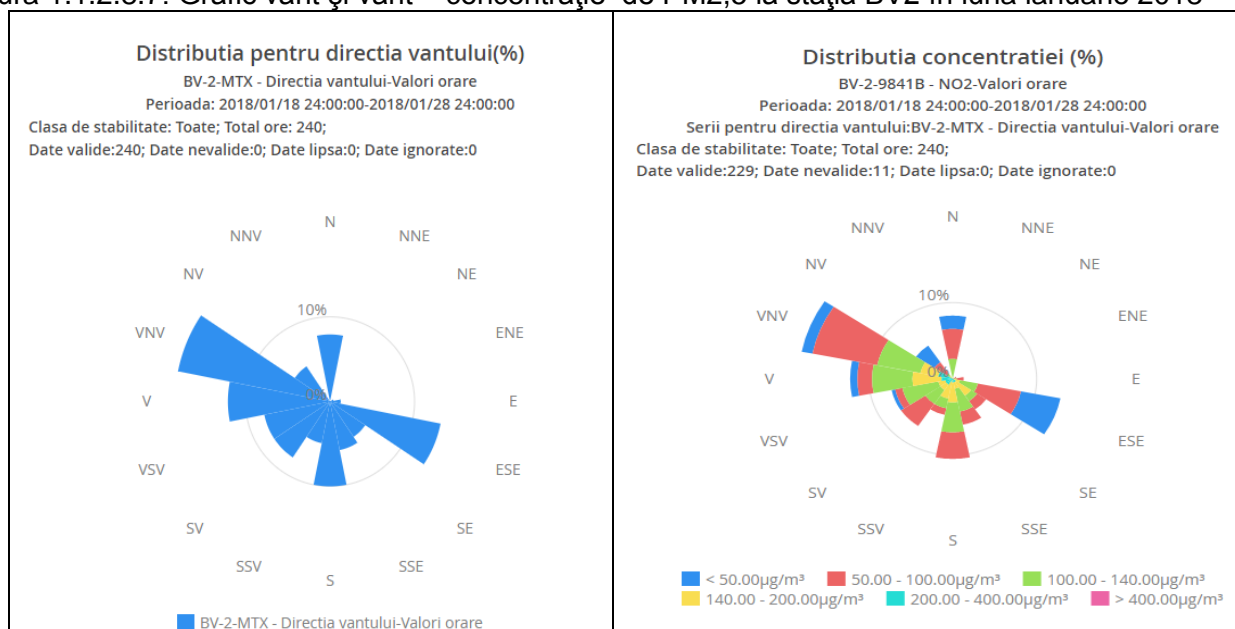 Distributia pentru directia vantului(%)
BV-2-MTX - Directia vantului-Valori orare
Perioada: 2018/01/18 24:00:00-2018/01/28 24:00:00
Clasa de stabilitate: Toate; Total ore: 240;
Date valide:240; Date nevalide:0; Date lipsa:0; Date ignorate:0
N
NNV
NNE
NV
NE
10%
VNV
ENE
0%
V
E
VSV
ESE
SV
SE
SSV
SSE
S
BV-2-MTX - Directia vantului-Valori orare
Distributia concentratiei (%)
BV-2-9841B - NO2-Valori orare
Perioada: 2018/01/18 24:00:00-2018/01/28 24:00:00
Serii pentru directia vantului:BV-2-MTX - Directia vantului-Valori orare
Clasa de stabilitate: Toate; Total ore: 240;
Date valide:229; Date nevalide:11; Date lipsa:0; Date ignorate:0
N
NNV
NNE
NV
NE
10%
VNV
ENE
0%
V
E
VSV
ESE
SV
SE
SSV
SSE
S
< 50.00µg/m³ 50.00 - 100.00µg/m³ 100.00 - 140.00µg/m³
140.00 - 200.00µg/m³ 200.00 - 400.00µg/m³ > 400.00µg/m³